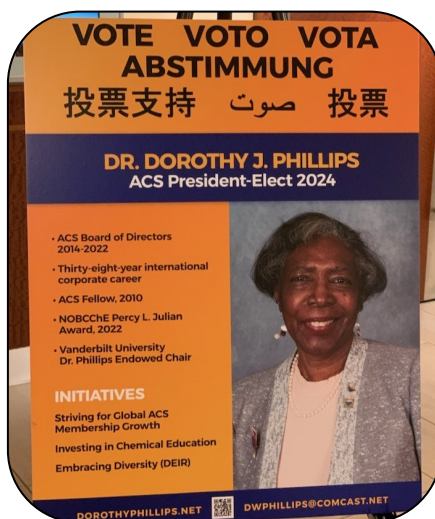 VOTE VOTO VOTA
ABSTIMMUNG
投票支持 صوت 投票
DR. DOROTHY J. PHILLIPS
ACS President-Elect 2024
• ACS Board of Directors
2014-2022
• Thirty-eight-year international
corporate career
• ACS Fellow, 2010
• NOBCChE Percy L. Julian
Award, 2022
• Vanderbilt University
Dr. Phillips Endowed Chair
INITIATIVES
Striving for Global ACS
Membership Growth
Investing in Chemical Education
Embracing Diversity (DEIR)
DOROTHYPHILLIPS.NET DWPHILLIPS@COMCAST.NET